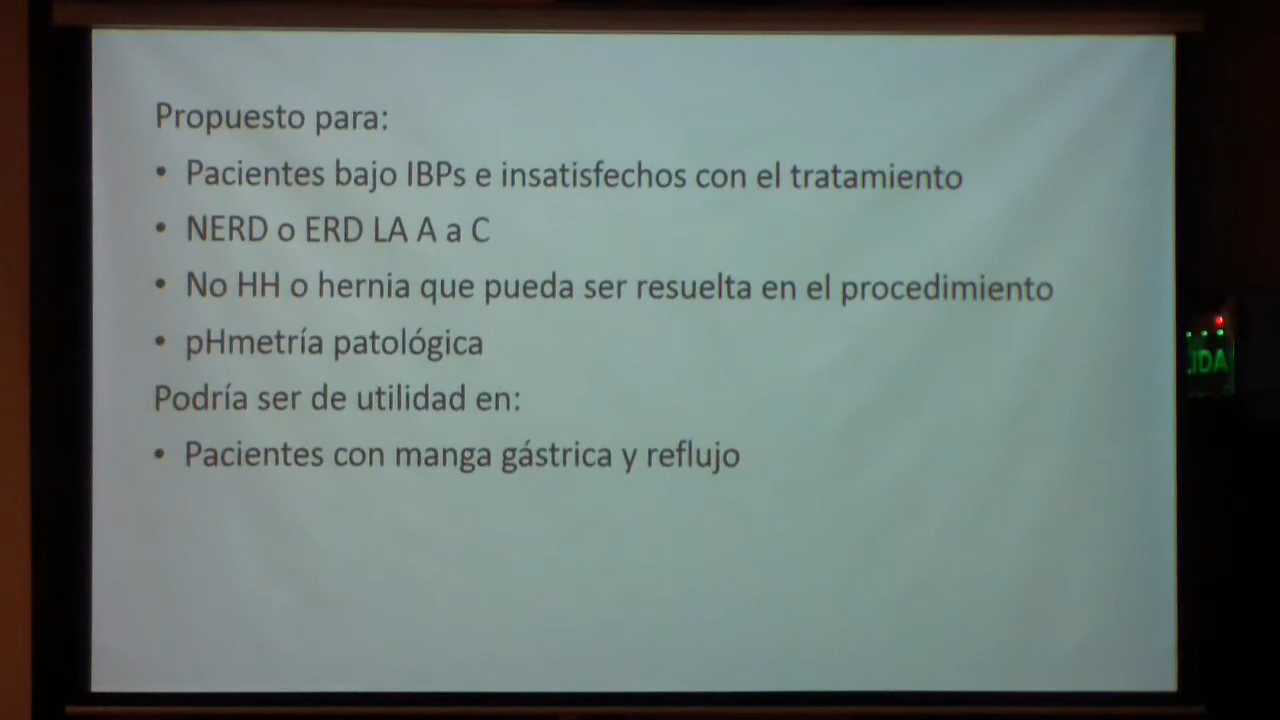 Propuesto para:
• Pacientes bajo IBPs e insatisfechos con el tratamiento
• NERD o ERD LA A a C
• No HH o hernia que pueda ser resuelta en el procedimiento
• pHmetría patológica
Podría ser de utilidad en:
• Pacientes con manga gástrica y reflujo